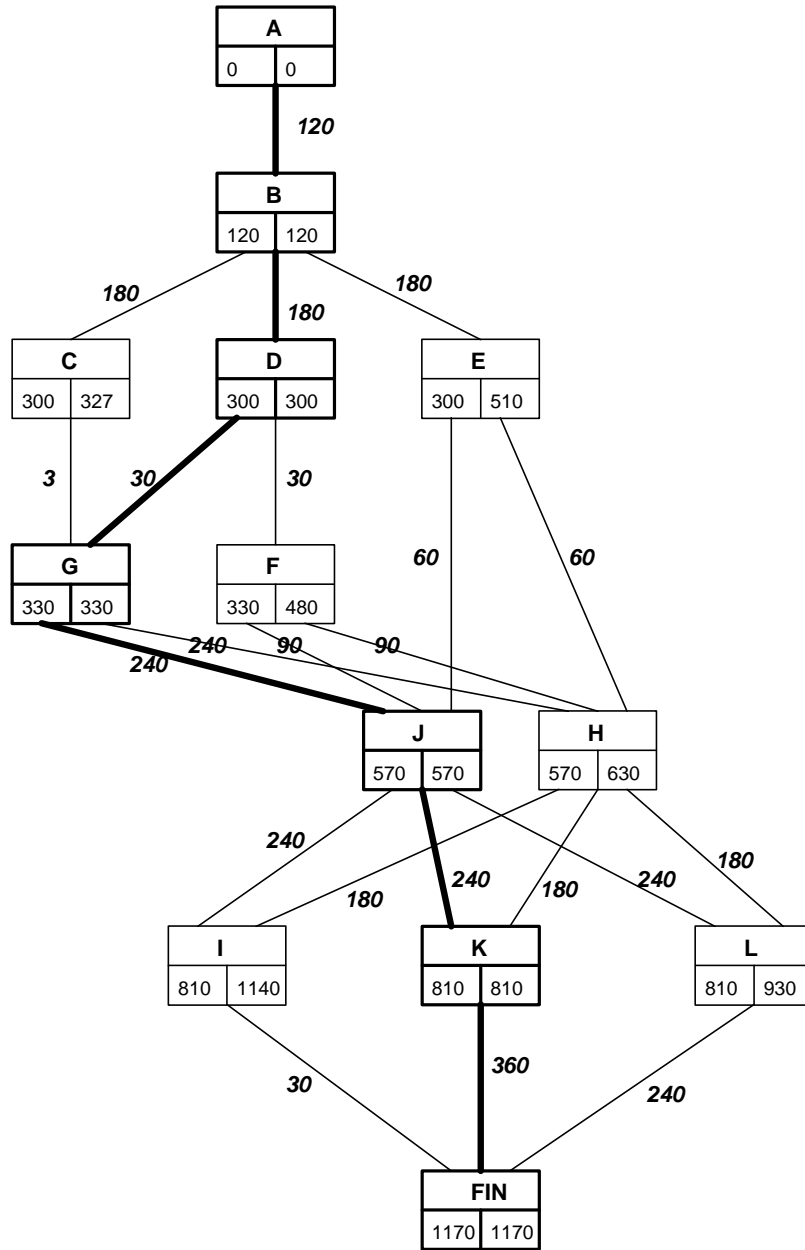 A
0 0
120
B
120 120
180 180 180
C D E
300 327 300 300 300 510
3 30 30 60 60
G F
330 330 330 480
240 240 90 90
J H
570 570 570 630
240 180 240 180 240 180
I K L
810 1140 810 810 810 930
30 360 240
FIN
1170 1170